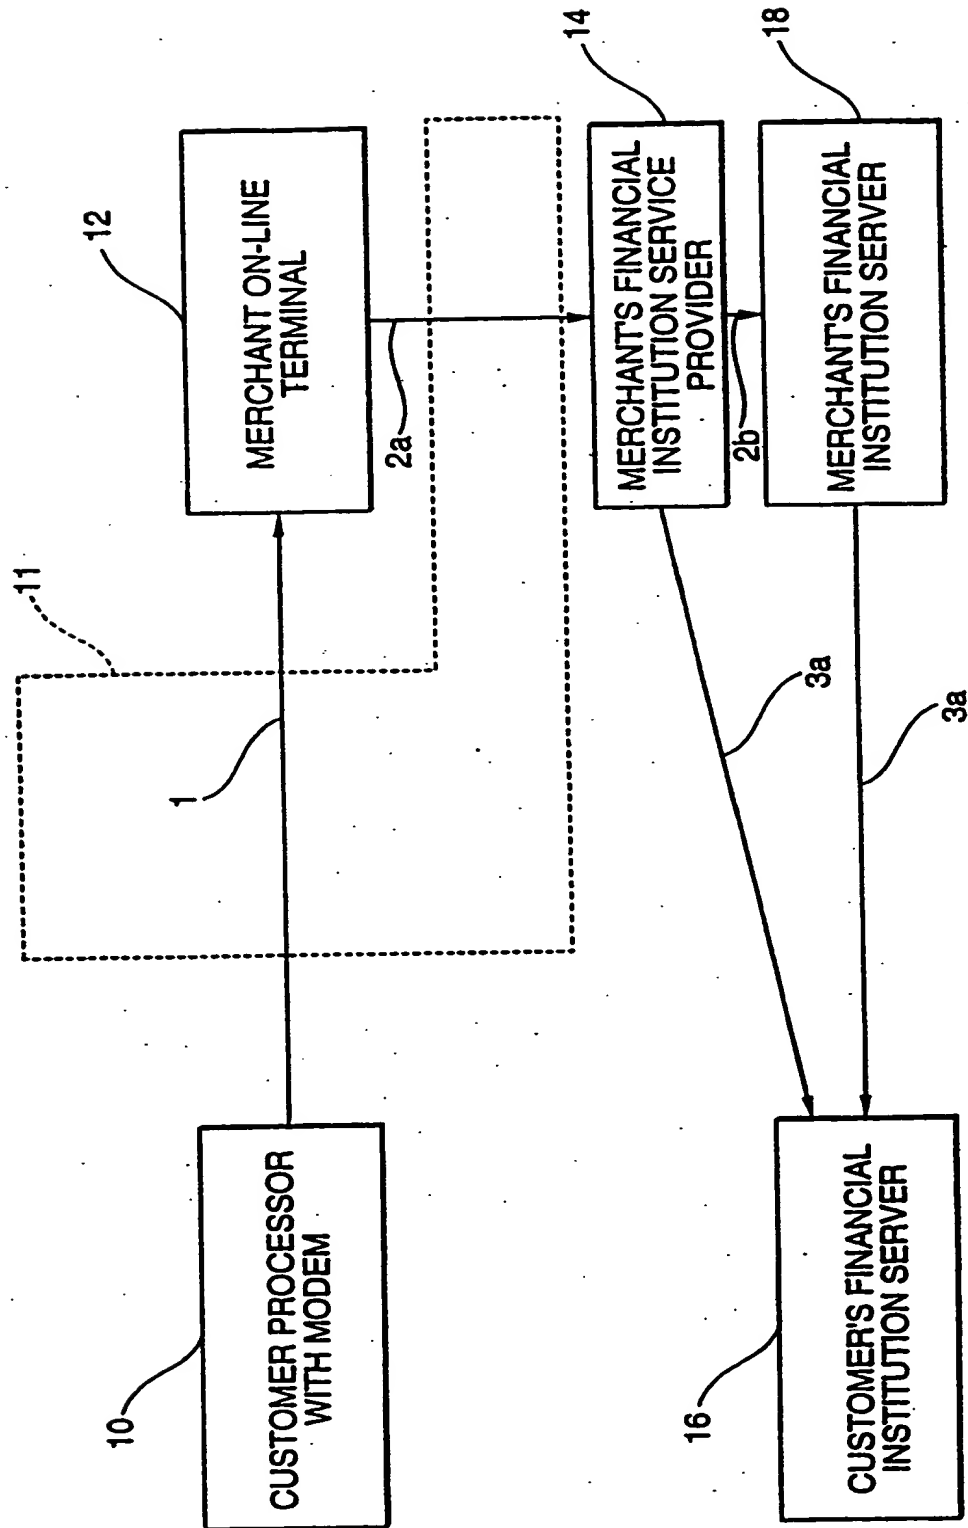 10
CUSTOMER PROCESSOR
WITH MODEM
11
1
12
MERCHANT ON-LINE
TERMINAL
2a
14
MERCHANT'S FINANCIAL
INSTITUTION SERVICE
PROVIDER
2b
18
MERCHANT'S FINANCIAL
INSTITUTION SERVER
3a
3a
16
CUSTOMER'S FINANCIAL
INSTITUTION SERVER